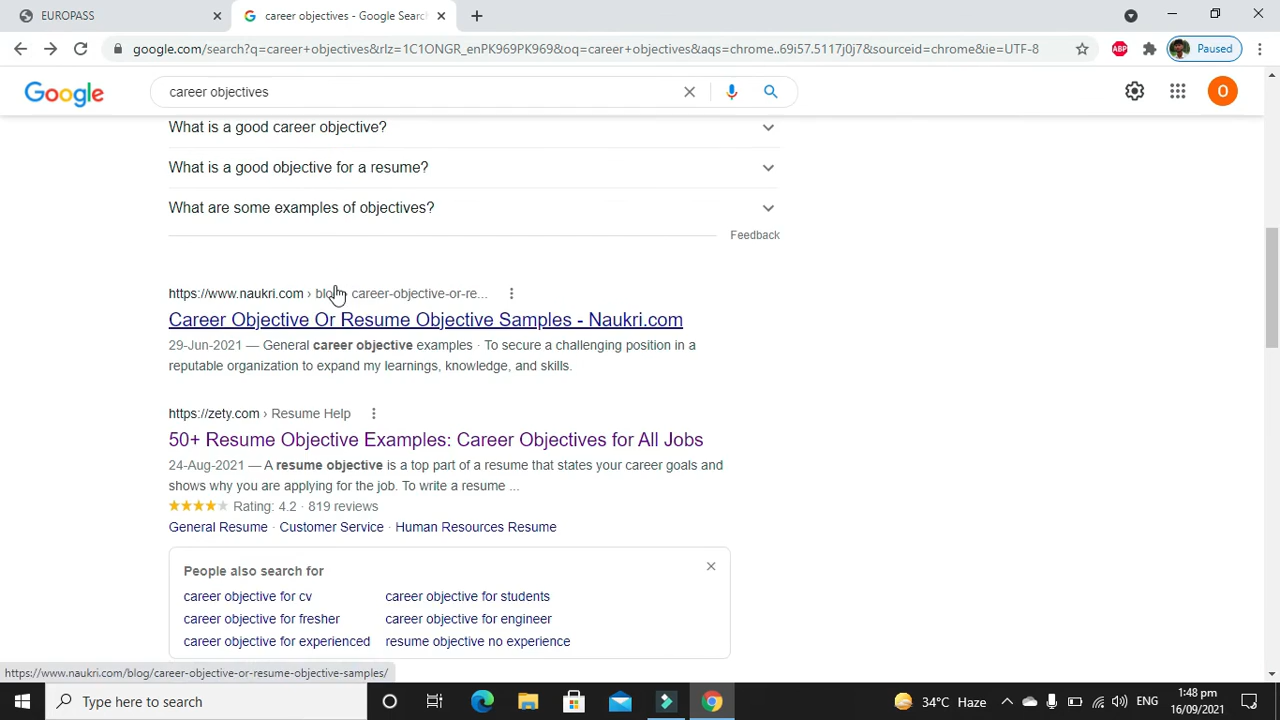 EUROPASS
career objectives - Google Searc
google.com/search?q=career+objectives&rlz=1C1ONGR_enPK969PK969&oq=career+objectives&aqs=chrome..69i57.5117j0j7&sourceid=chrome&ie=UTF-8
ABP
Paused
Google
career objectives
O
What is a good career objective?
What is a good objective for a resume?
What are some examples of objectives?
Feedback
https://www.naukri.com › blog career-objective-or-re...
Career Objective Or Resume Objective Samples - Naukri.com
29-Jun-2021 — General career objective examples · To secure a challenging position in a
reputable organization to expand my learnings, knowledge, and skills.
https://zety.com › Resume Help
50+ Resume Objective Examples: Career Objectives for All Jobs
24-Aug-2021 — A resume objective is a top part of a resume that states your career goals and
shows why you are applying for the job. To write a resume ...
Rating: 4.2 · 819 reviews
General Resume · Customer Service · Human Resources Resume
People also search for
career objective for cv career objective for students
career objective for fresher career objective for engineer
career objective for experienced resume objective no experience
https://www.naukri.com/blog/career-objective-or-resume-objective-samples/
Type here to search
34°C Haze
ENG
1:48 pm
16/09/2021